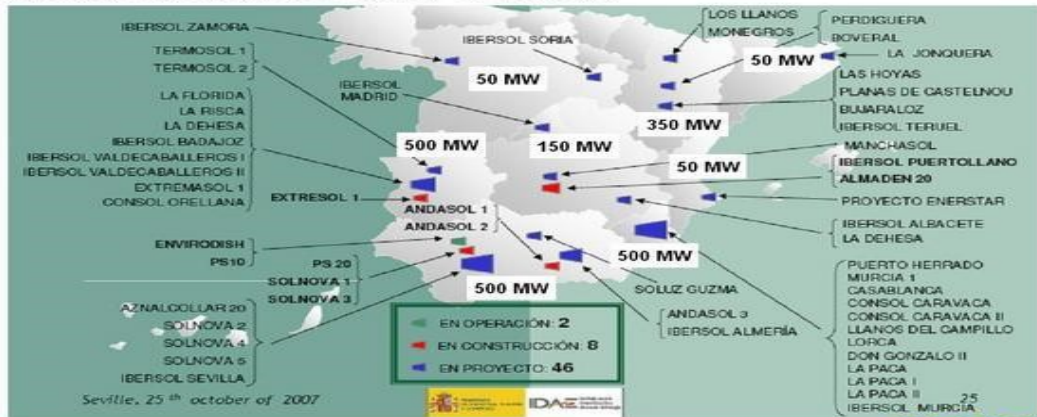 IBERSOL ZAMORA
TERMOSOL 1
TERMOSOL 2
LA FLORIDA
LA RISCA
LA DEHESA
IBERSOL BADAJOZ
IBERSOL VALDECABALLEROS I
IBERSOL VALDECABALLEROS II
EXTREMASOL 1
CONSOL ORELLANA
EXTRESOL 1
ENVIRODISH
PS10
PS 20
SOLNOVA 1
SOLNOVA 3
AZNALCOLLAR 20
SOLNOVA 2
SOLNOVA 4
SOLNOVA 5
IBERSOL SEVILLA
IBERSOL SORIA
50 MW
IBERSOL
MADRID
500 MW
150 MW
ANDASOL 1
ANDASOL 2
500 MW
LOS LLANOS
MONEGROS
PERDIGUERA
BOVERAL
50 MW
LA JONQUERA
LAS HOYAS
PLANAS DE CASTELNOU
BUJARALOZ
IBERSOL TERUEL
350 MW
MANCHASOL
50 MW
IBERSOL PUERTOLLANO
ALMADEN 20
PROYECTO ENERSTAR
IBERSOL ALBACETE
LA DEHESA
500 MW
SOLUZ GUZMA
ANDASOL 3
IBERSOL ALMERÍA
PUERTO HERRADO
MURCIA 1
CASABLANCA
CONSOL CARAVACA
CONSOL CARAVACA II
LLANOS DEL CAMPILLO
LORCA
DON GONZALO II
LA PACA
LA PACA I
LA PACA II
IBERSOL MURCIA
EN OPERACIÓN: 2
EN CONSTRUCCIÓN: 8
EN PROYECTO: 46
Seville, 25 th october of 2007
IDAE
25